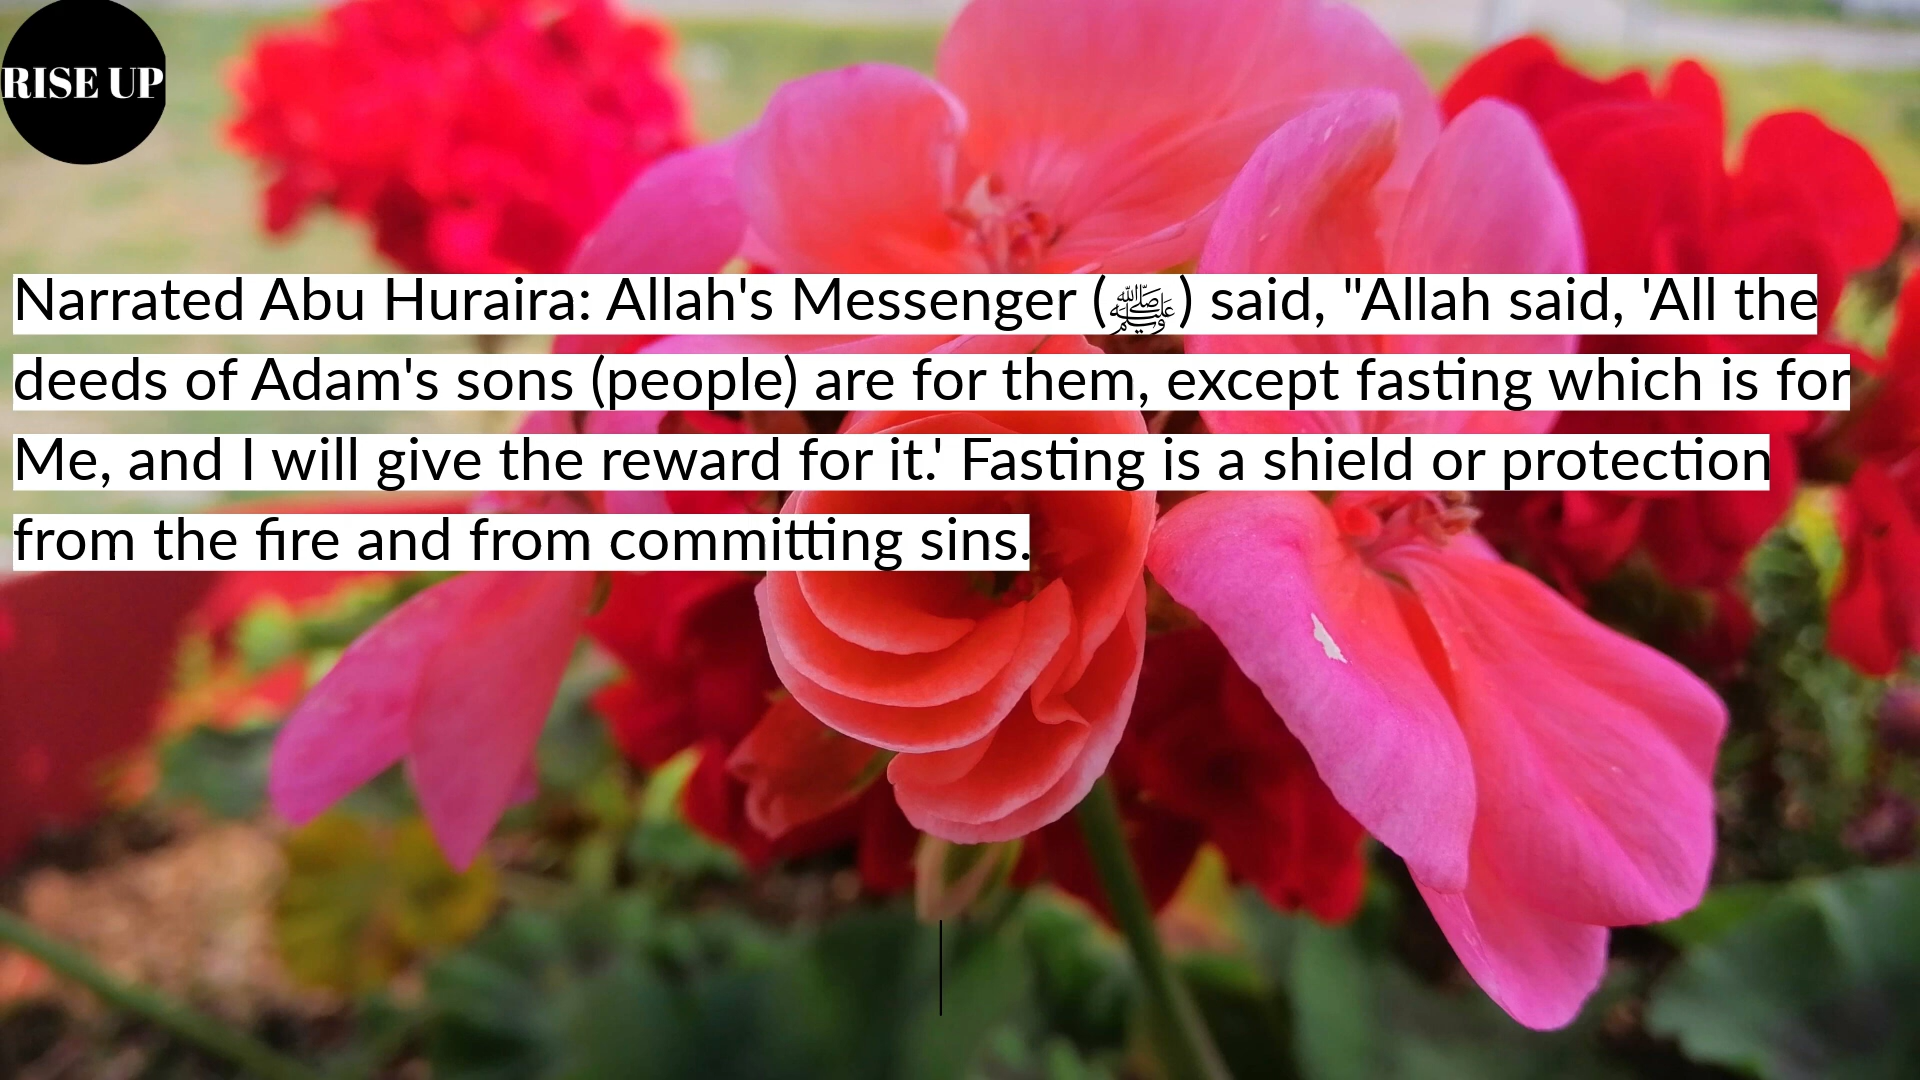 RISE UP
Narrated Abu Huraira: Allah's Messenger (ﷺ) said, "Allah said, 'All the
deeds of Adam's sons (people) are for them, except fasting which is for
Me, and I will give the reward for it.' Fasting is a shield or protection
from the fire and from committing sins.